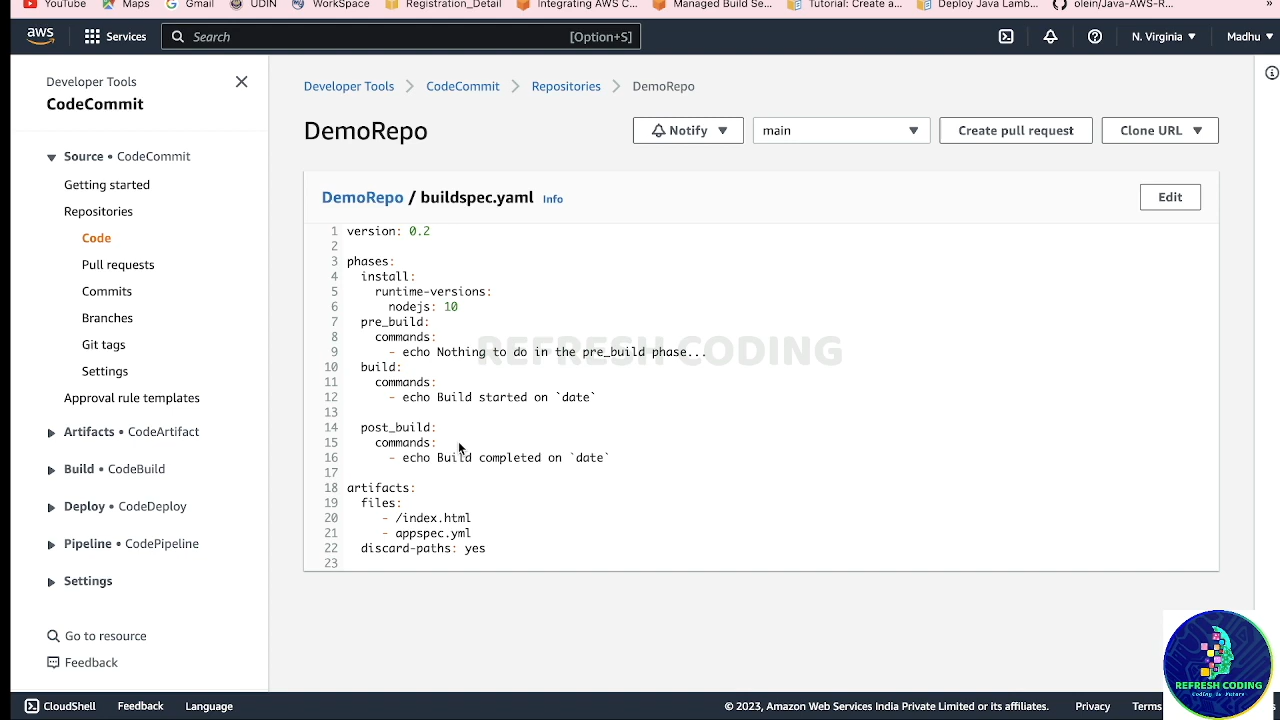 YouTube Maps Gmail UDIN WorkSpace Registration_Detail Integrating AWS C... Managed Build Se... Tutorial: Create a... Deploy Java Lamb... olein/Java-AWS-R... »
aws Services Search [Option+S] N. Virginia Madhu
Developer Tools
CodeCommit
Source • CodeCommit
Getting started
Repositories
Code
Pull requests
Commits
Branches
Git tags
Settings
Approval rule templates
Artifacts • CodeArtifact
Build • CodeBuild
Deploy • CodeDeploy
Pipeline • CodePipeline
Settings
Go to resource
Feedback
Developer Tools CodeCommit Repositories DemoRepo
DemoRepo Notify main Create pull request Clone URL
DemoRepo / buildspec.yaml Info Edit
1 version: 0.2
2
3 phases:
4 install:
5 runtime-versions:
6 nodejs: 10
7 pre_build:
8 commands:
9 - echo Nothing to do in the pre_build phase...
10 build:
11 commands:
12 - echo Build started on `date`
13
14 post_build:
15 commands:
16 - echo Build completed on `date`
17
18 artifacts:
19 files:
20 - /index.html
21 - appspec.yml
22 discard-paths: yes
23
REFRESH CODING
REFRESH CODING
Coding Is Future
CloudShell Feedback Language © 2023, Amazon Web Services India Private Limited or its affiliates. Privacy Terms